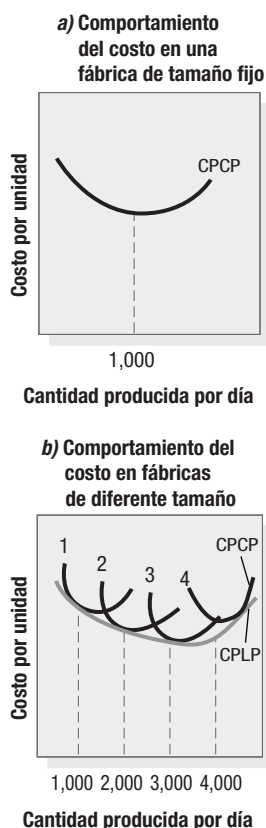 a) Comportamiento
del costo en una
fábrica de tamaño fijo
CPCP
Costo por unidad
1,000
Cantidad producida por día
b) Comportamiento del
costo en fábricas
de diferente tamaño
CPCP
1
2
3
4
CPLP
Costo por unidad
1,000 2,000 3,000 4,000
Cantidad producida por día